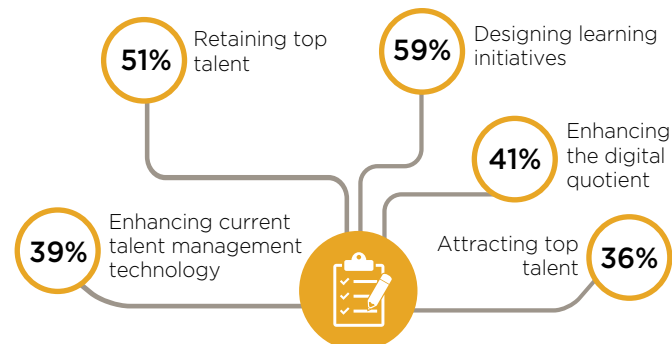 51%
Retaining top
talent
59%
Designing learning
initiatives
41%
Enhancing
the digital
quotient
39%
Enhancing current
talent management
technology
Attracting top
talent
36%